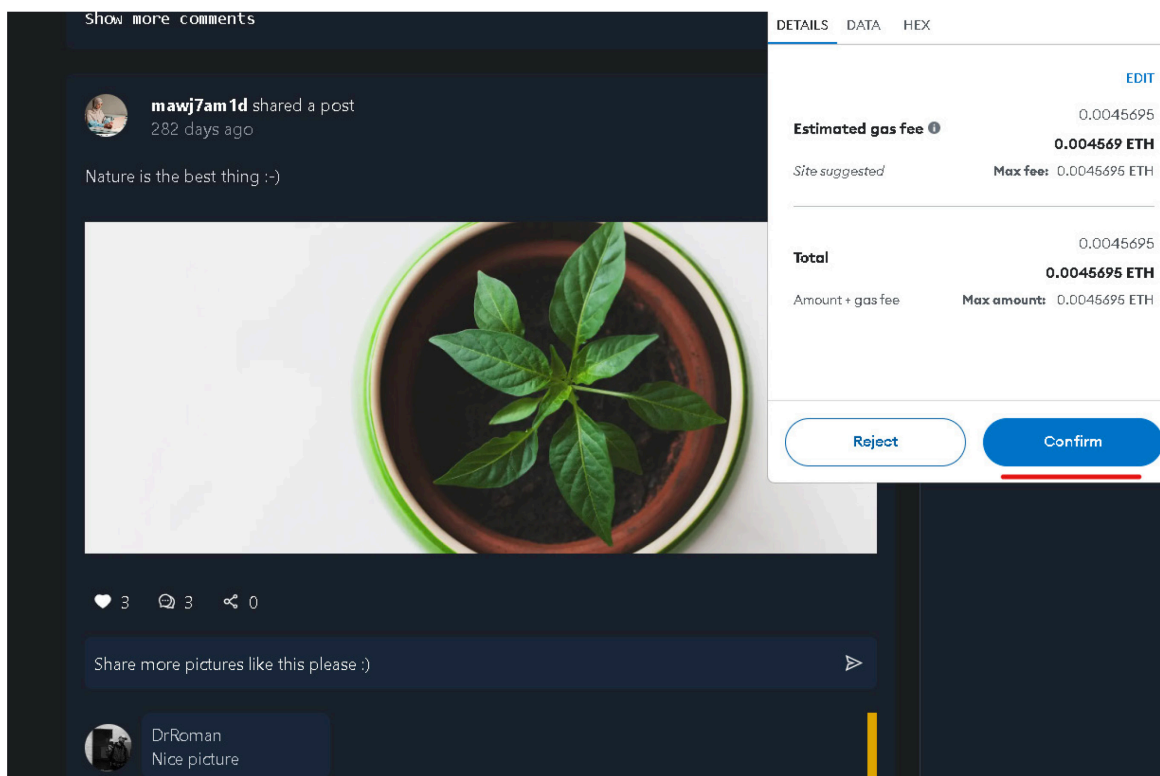 Show more comments
mawj7am1d shared a post
282 days ago
Nature is the best thing :-)
3 3 0
Share more pictures like this please :)
DrRoman
Nice picture
DETAILS DATA HEX
EDIT
0.0045695
Estimated gas fee
0.004569 ETH
Site suggested Max fee: 0.0045695 ETH
0.0045695
Total
0.0045695 ETH
Amount + gas fee Max amount: 0.0045695 ETH
Reject Confirm